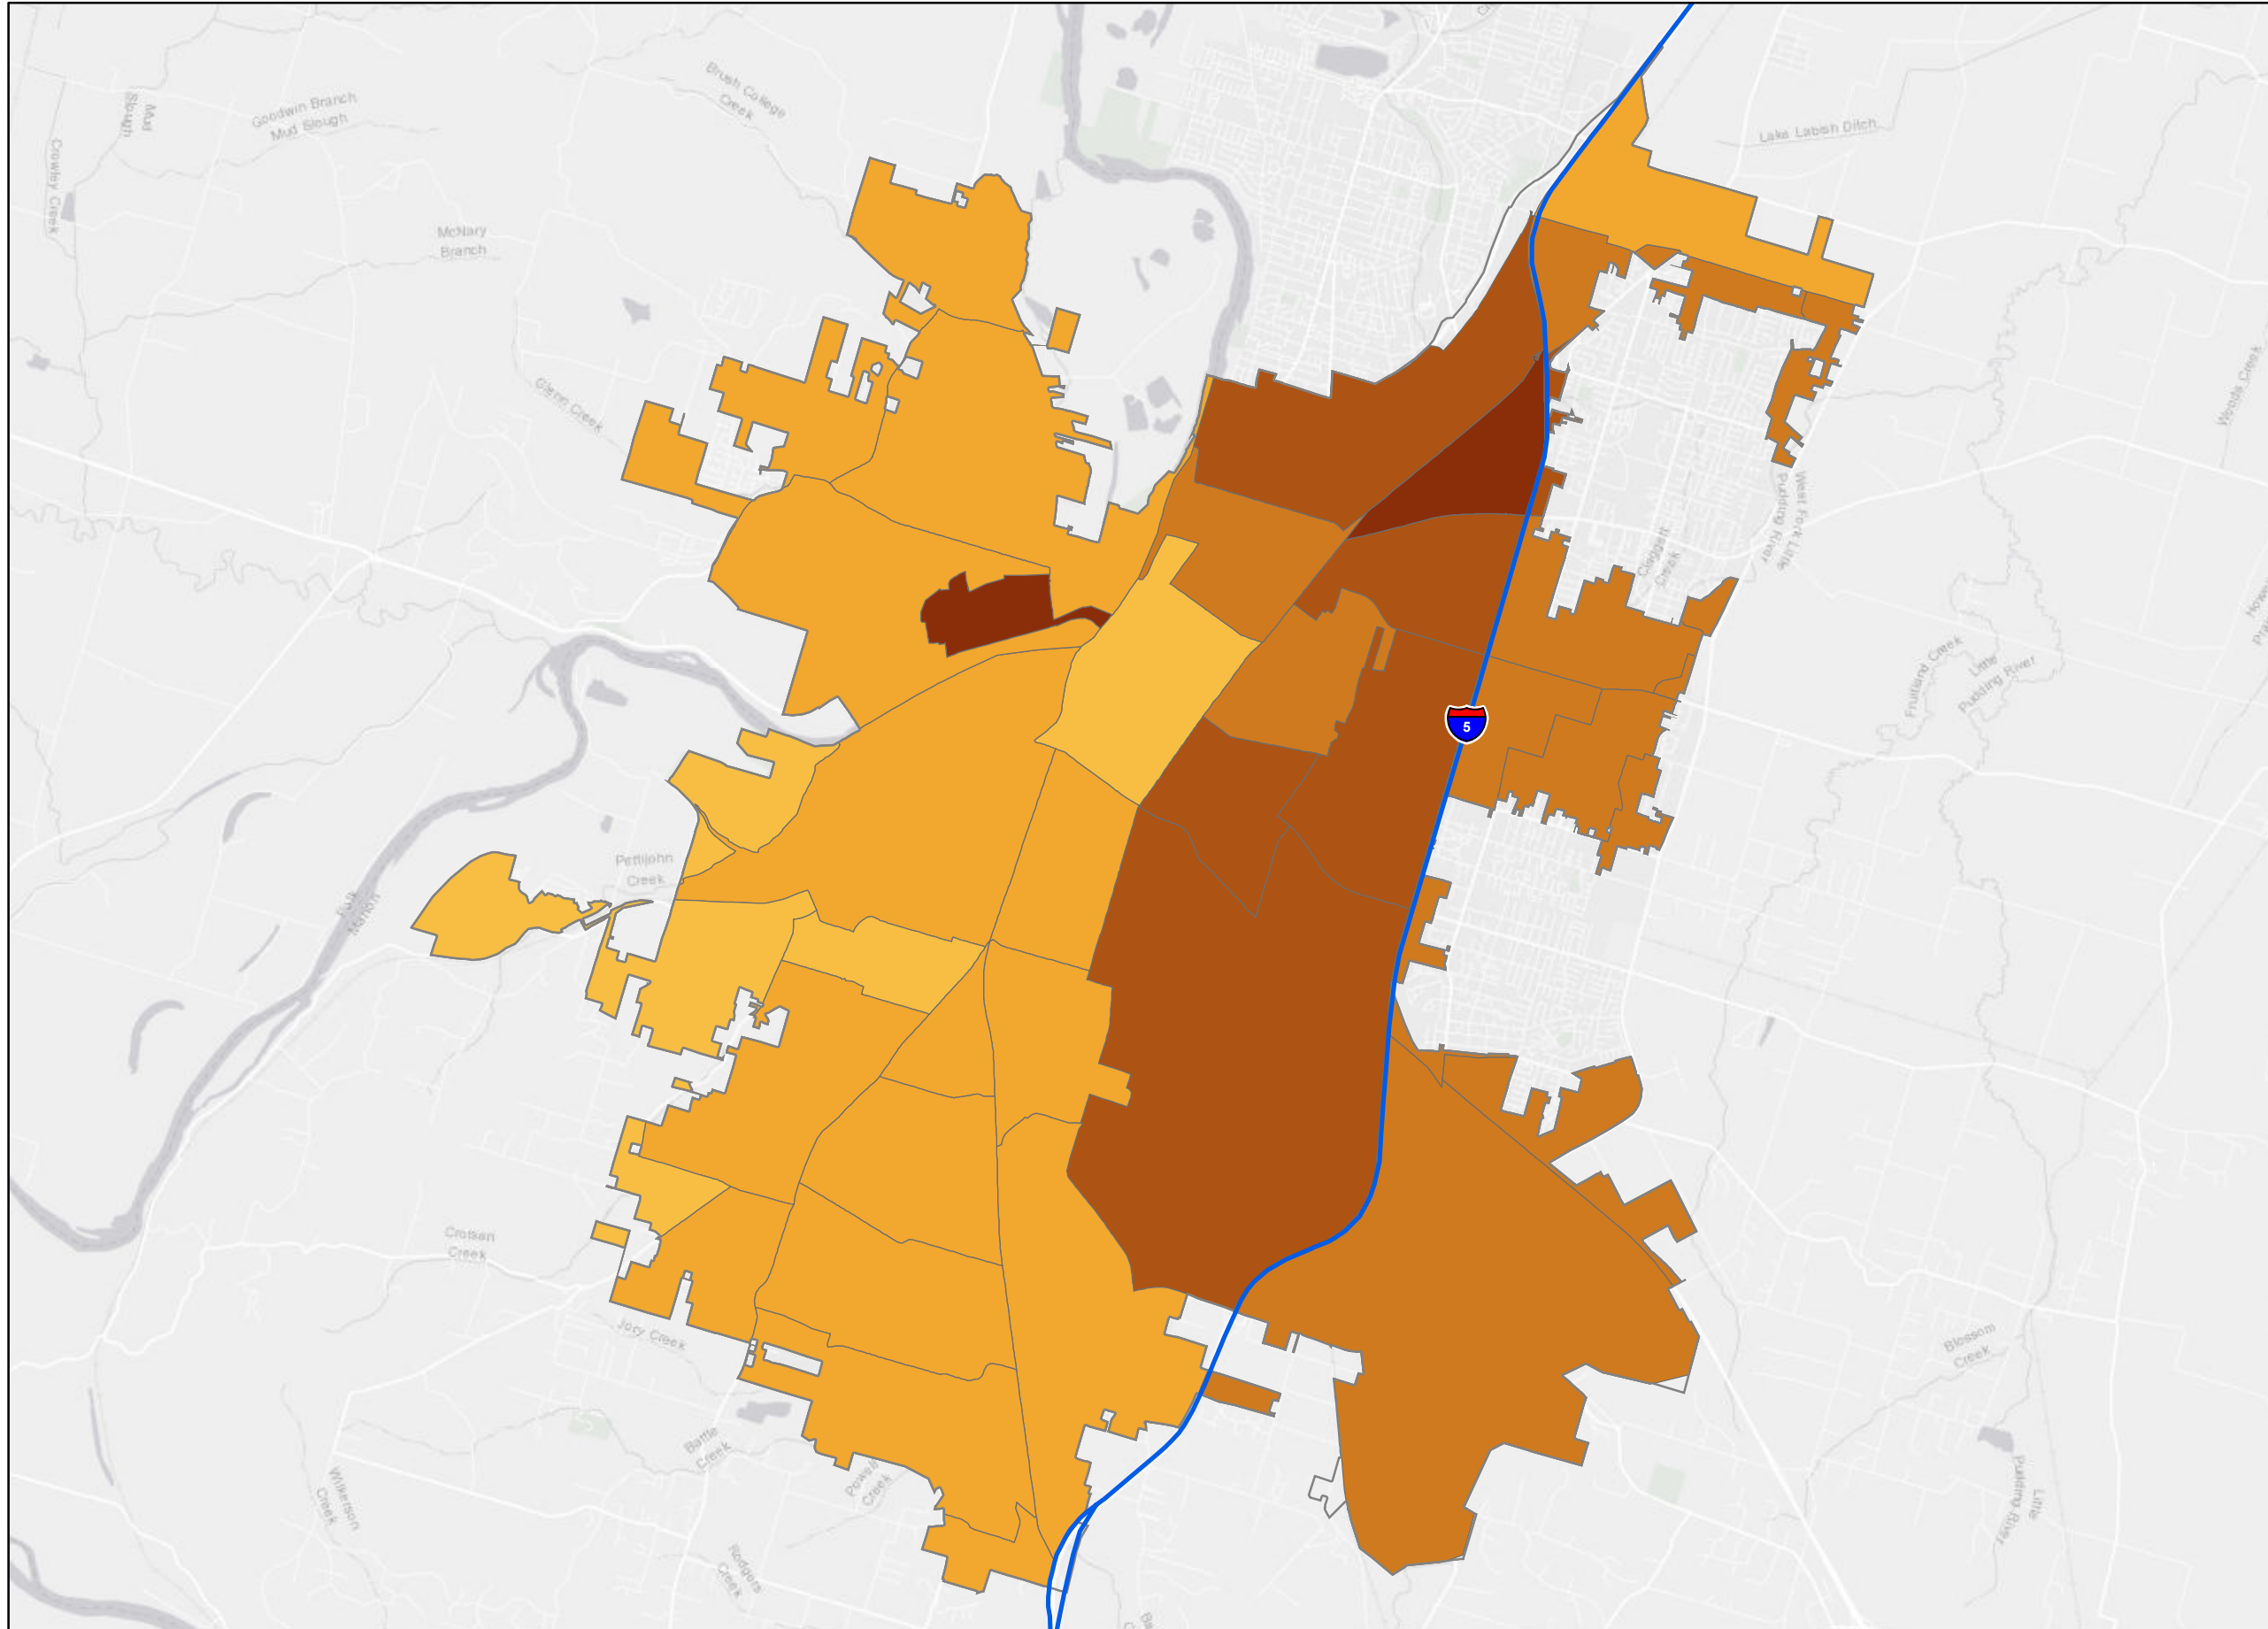 Brush College
Creek
Goodwin Branch
Mud Slough
Mud
Slough
Crowley Creek
Lake Labish Ditch
McNary
Branch
Glenn Creek
Woods Creek
West Fork Little
Pudding River
Claggett
Creek
Fruitland Creek
Little
Pudding River
5
Pettijohn
Creek
Croisan
Creek
Jory Creek
Battle
Creek
Powell
Creek
Wilkerson
Creek
Rodgers
Creek
Blossom
Creek
Little
Pudding River